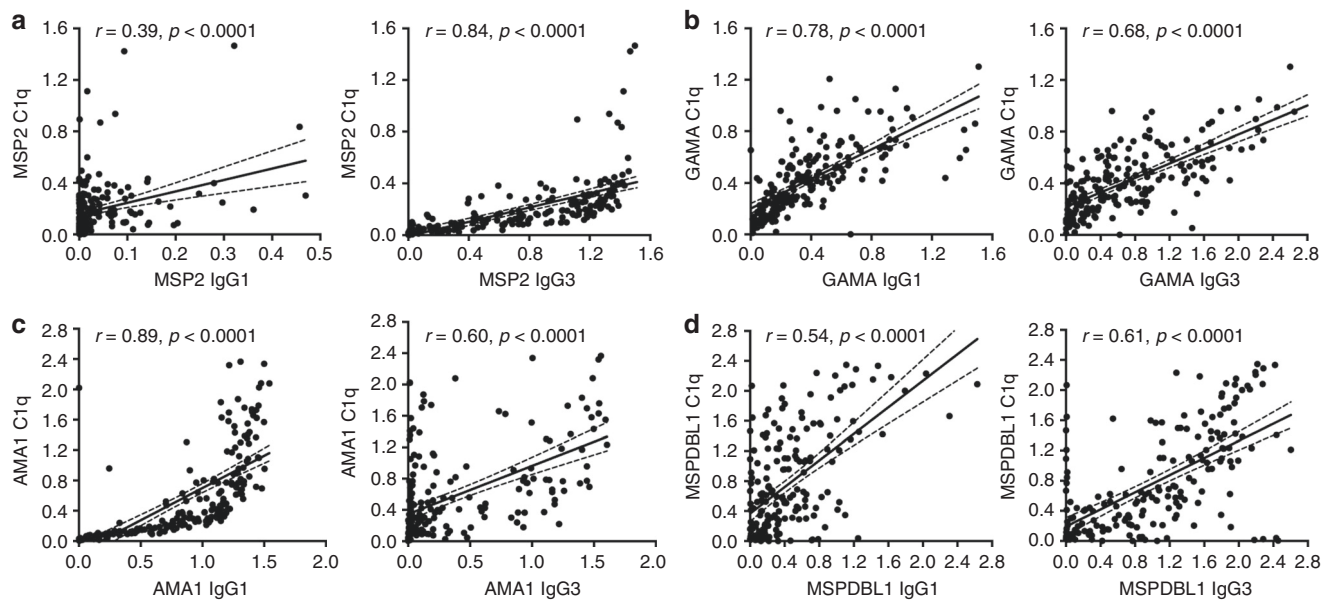 a
r = 0.39, p < 0.0001
MSP2 C1q
1.6
1.2
0.8
0.4
0.0
0.0 0.1 0.2 0.3 0.4 0.5
MSP2 IgG1
r = 0.84, p < 0.0001
MSP2 C1q
1.6
1.2
0.8
0.4
0.0
0.0 0.4 0.8 1.2 1.6
MSP2 IgG3
b
r = 0.78, p < 0.0001
GAMA C1q
1.6
1.2
0.8
0.4
0.0
0.0 0.4 0.8 1.2 1.6
GAMA IgG1
r = 0.68, p < 0.0001
GAMA C1q
1.6
1.2
0.8
0.4
0.0
0.0 0.4 0.8 1.2 1.6 2.0 2.4 2.8
GAMA IgG3
c
r = 0.89, p < 0.0001
AMA1 C1q
2.8
2.4
2.0
1.6
1.2
0.8
0.4
0.0
0.0 0.5 1.0 1.5 2.0
AMA1 IgG1
r = 0.60, p < 0.0001
AMA1 C1q
2.8
2.4
2.0
1.6
1.2
0.8
0.4
0.0
0.0 0.5 1.0 1.5 2.0
AMA1 IgG3
d
r = 0.54, p < 0.0001
MSPDBL1 C1q
2.8
2.4
2.0
1.6
1.2
0.8
0.4
0.0
0.0 0.4 0.8 1.2 1.6 2.0 2.4 2.8
MSPDBL1 IgG1
r = 0.61, p < 0.0001
MSPDBL1 C1q
2.8
2.4
2.0
1.6
1.2
0.8
0.4
0.0
0.0 0.4 0.8 1.2 1.6 2.0 2.4 2.8
MSPDBL1 IgG3